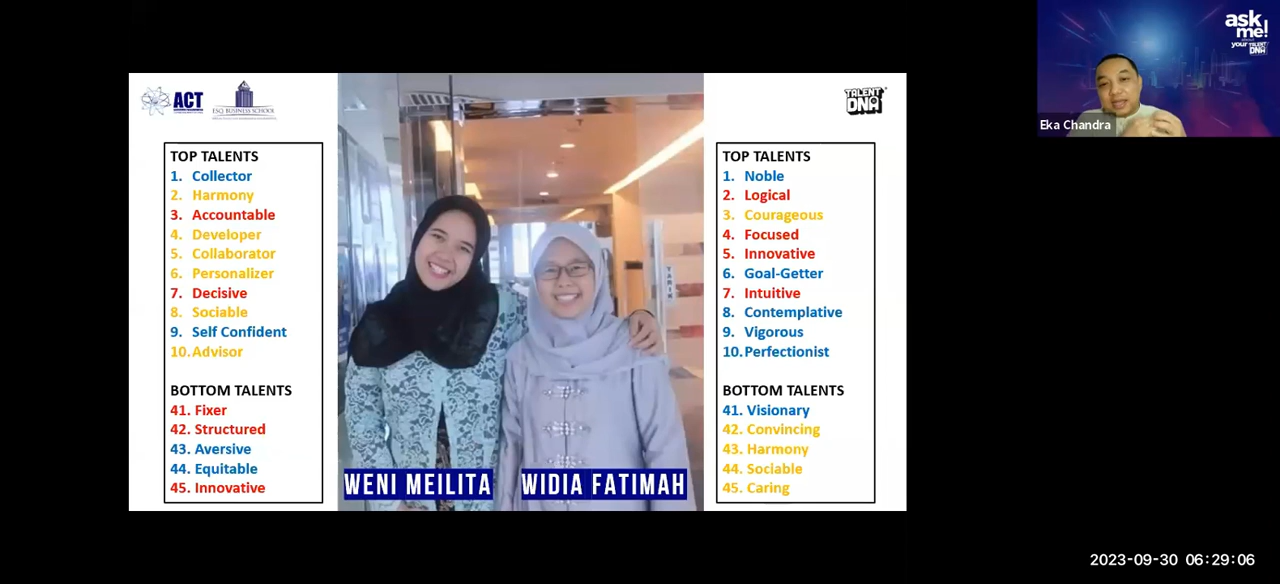 ACT
ESQ BUSINESS SCHOOL
TOP TALENTS
1. Collector
2. Harmony
3. Accountable
4. Developer
5. Collaborator
6. Personalizer
7. Decisive
8. Sociable
9. Self Confident
10. Advisor
BOTTOM TALENTS
41. Fixer
42. Structured
43. Aversive
44. Equitable
45. Innovative
TARIK
WENI MEILITA
WIDIA FATIMAH
TALENT
DNA
TOP TALENTS
1. Noble
2. Logical
3. Courageous
4. Focused
5. Innovative
6. Goal-Getter
7. Intuitive
8. Contemplative
9. Vigorous
10. Perfectionist
BOTTOM TALENTS
41. Visionary
42. Convincing
43. Harmony
44. Sociable
45. Caring
ask
me!
your TALENT
DNA
Eka Chandra
2023-09-30 06:29:06